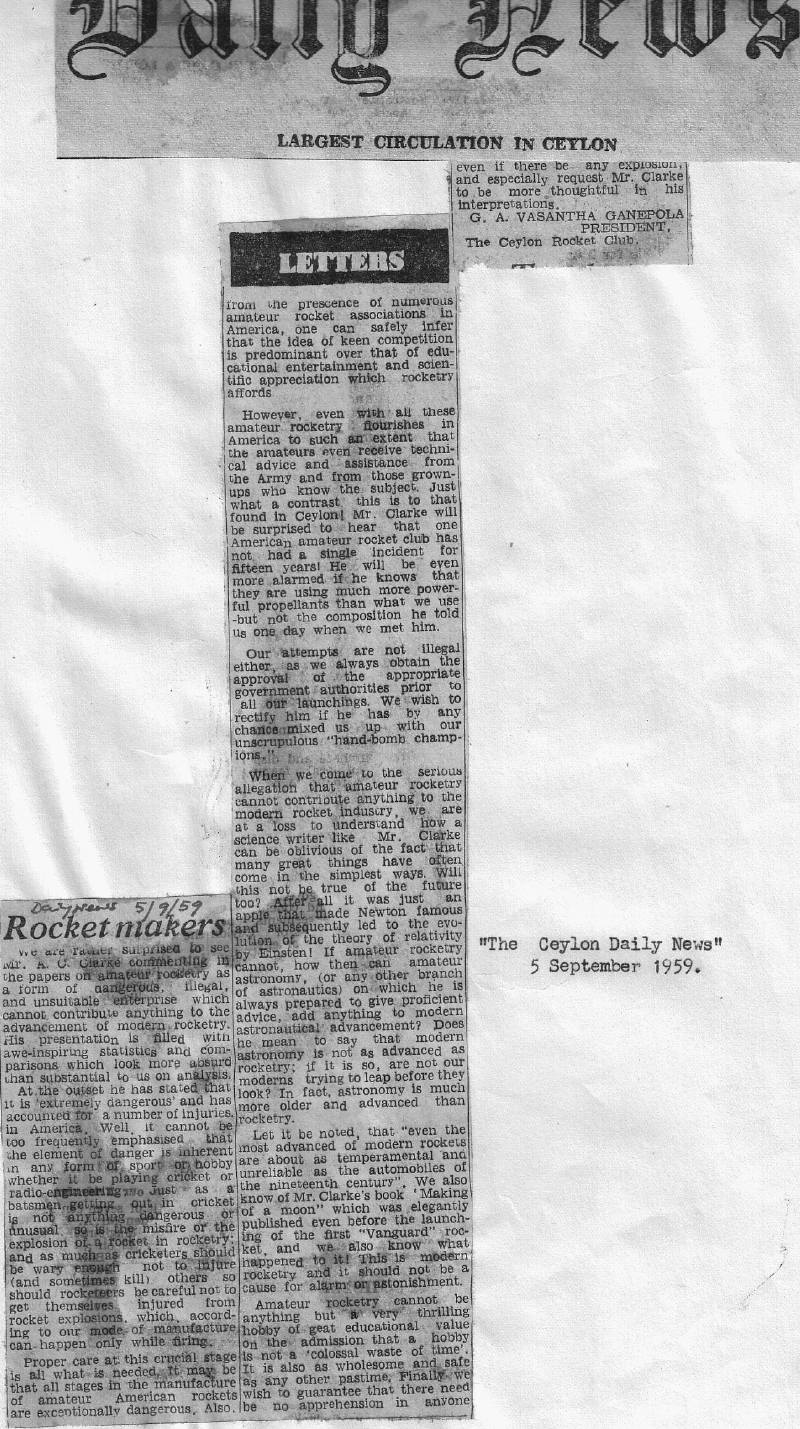 Daily News
LARGEST CIRCULATION IN CEYLON
Daily News 5/9/59
Rocket makers
We are rather surprised to see
Mr. A. C. Clarke commenting in
the papers on amateur rocketry as
a form of dangerous, illegal,
and unsuitable enterprise which
cannot contribute anything to the
advancement of modern rocketry.
His presentation is filled with
awe-inspiring statistics and com-
parisons which look more absurd
than substantial to us on analysis.
At the outset he has stated that
it is 'extremely dangerous' and has
accounted for a number of injuries,
in America. Well, it cannot be
too frequently emphasised that
the element of danger is inherent
in any form of sport or hobby
whether it be playing cricket or
radio-engineering. Just as a
batsmen getting out in cricket
is not anything dangerous or
unusual so is the misfire or the
explosion of a rocket in rocketry;
and as much as cricketers should
be wary enough not to injure
(and sometimes kill) others so
should rocketeers be careful not to
get themselves injured from
rocket explosions, which, accord-
ing to our mode of manufacture
can happen only while firing.
Proper care at this crucial stage
is all what is needed. It may be
that all stages in the manufacture
of amateur American rockets
are exceptionally dangerous. Also,
LETTERS
from the prescence of numerous
amateur rocket associations in
America, one can safely infer
that the idea of keen competition
is predominant over that of edu-
cational entertainment and scien-
tific appreciation which rocketry
affords
However, even with all these
amateur rocketry flourishes in
America to such an extent that
the amateurs even receive techni-
cal advice and assistance from
the Army and from those grown-
ups who know the subject. Just
what a contrast this is to that
found in Ceylon! Mr. Clarke will
be surprised to hear that one
American amateur rocket club has
not had a single incident for
fifteen years! He will be even
more alarmed if he knows that
they are using much more power-
ful propellants than what we use
-but not the composition he told
us one day when we met him.
Our attempts are not illegal
either, as we always obtain the
approval of the appropriate
government authorities prior to
all our launchings. We wish to
rectify him if he has by any
chance mixed us up with our
unscrupulous "hand-bomb champ-
ions."
When we come to the serious
allegation that amateur rocketry
cannot contribute anything to the
modern rocket industry, we are
at a loss to understand how a
science writer like Mr. Clarke
can be oblivious of the fact that
many great things have often
come in the simplest ways. Will
this not be true of the future
too? After all it was just an
apple that made Newton famous
and subsequently led to the evo-
lution of the theory of relativity
by Einsten! If amateur rocketry
cannot, how then can amateur
astronomy, (or any other branch
of astronautics) on which he is
always prepared to give proficient
advice, add anything to modern
astronautical advancement? Does
he mean to say that modern
astronomy is not as advanced as
rocketry; if it is so, are not our
moderns trying to leap before they
look? In fact, astronomy is much
more older and advanced than
rocketry.
Let it be noted, that "even the
most advanced of modern rockets
are about as temperamental and
unreliable as the automobiles of
the nineteenth century". We also
know of Mr. Clarke's book 'Making
of a moon" which was elegantly
published even before the launch-
ing of the first "Vanguard" roc-
ket, and we also know what
happened to it! This is modern
rocketry and it should not be a
cause for alarm or astonishment.
Amateur rocketry cannot be
anything but a very thrilling
hobby of geat educational value
on the admission that a hobby
is not a 'colossal waste of time'.
It is also as wholesome and safe
as any other pastime. Finally we
wish to guarantee that there need
be no apprehension in anyone
even if there be any explosion,
and especially request Mr. Clarke
to be more thoughtful in his
interpretations.
G. A. VASANTHA GANEPOLA
PRESIDENT,
The Ceylon Rocket Club.
"The Ceylon Daily News"
5 September 1959.